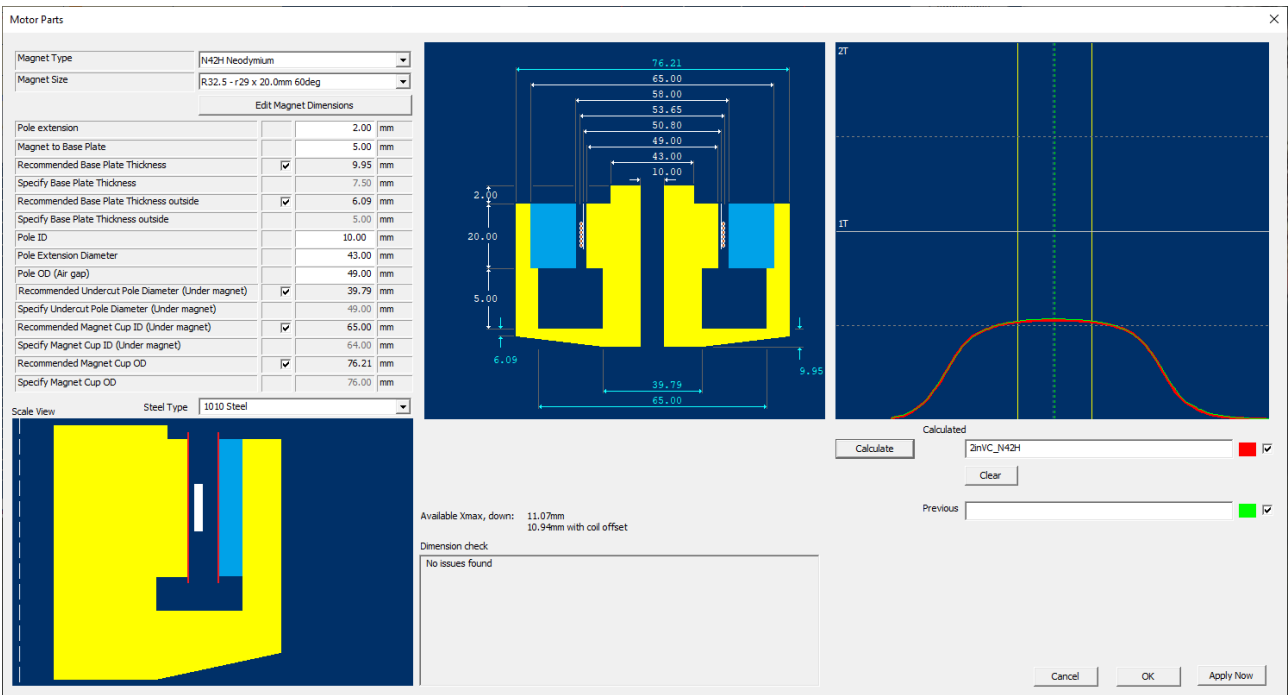 Motor Parts
Magnet Type N42H Neodymium
Magnet Size R32.5 - r29 x 20.0mm 60deg
Edit Magnet Dimensions
Pole extension 2.00 mm
Magnet to Base Plate 5.00 mm
Recommended Base Plate Thickness 9.95 mm
Specify Base Plate Thickness 7.50 mm
Recommended Base Plate Thickness outside 6.09 mm
Specify Base Plate Thickness outside 5.00 mm
Pole ID 10.00 mm
Pole Extension Diameter 43.00 mm
Pole OD (Air gap) 49.00 mm
Recommended Undercut Pole Diameter (Under magnet) 39.79 mm
Specify Undercut Pole Diameter (Under magnet) 49.00 mm
Recommended Magnet Cup ID (Under magnet) 65.00 mm
Specify Magnet Cup ID (Under magnet) 64.00 mm
Recommended Magnet Cup OD 76.21 mm
Specify Magnet Cup OD 76.00 mm
Scale View Steel Type 1010 Steel
76.21
65.00
58.00
53.65
50.80
49.00
43.00
10.00
2.00
20.00
5.00
6.09
9.95
39.79
65.00
Available Xmax, down: 11.07mm
10.94mm with coil offset
Dimension check
No issues found
2T
1T
Calculated
Calculate 2inVC_N42H
Clear
Previous
Cancel OK Apply Now